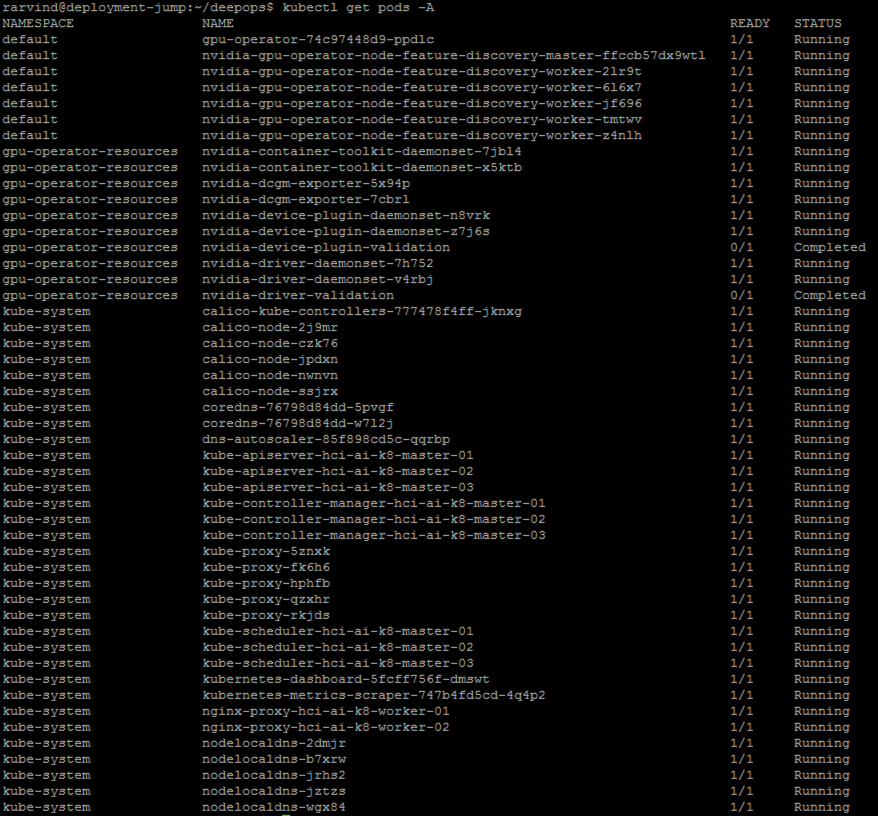 rarvind@deployment-jump:~/deepops$ kubectl get pods -A
NAMESPACE NAME READY STATUS
default gpu-operator-74c97448d9-ppdlc 1/1 Running
default nvidia-gpu-operator-node-feature-discovery-master-ffccb57dx9wtl 1/1 Running
default nvidia-gpu-operator-node-feature-discovery-worker-2lr9t 1/1 Running
default nvidia-gpu-operator-node-feature-discovery-worker-6l6x7 1/1 Running
default nvidia-gpu-operator-node-feature-discovery-worker-jf696 1/1 Running
default nvidia-gpu-operator-node-feature-discovery-worker-tmtwv 1/1 Running
default nvidia-gpu-operator-node-feature-discovery-worker-z4nlh 1/1 Running
gpu-operator-resources nvidia-container-toolkit-daemonset-7jbl4 1/1 Running
gpu-operator-resources nvidia-container-toolkit-daemonset-x5ktb 1/1 Running
gpu-operator-resources nvidia-dcgm-exporter-5x94p 1/1 Running
gpu-operator-resources nvidia-dcgm-exporter-7cbrl 1/1 Running
gpu-operator-resources nvidia-device-plugin-daemonset-n8vrk 1/1 Running
gpu-operator-resources nvidia-device-plugin-daemonset-z7j6s 1/1 Running
gpu-operator-resources nvidia-device-plugin-validation 0/1 Completed
gpu-operator-resources nvidia-driver-daemonset-7h752 1/1 Running
gpu-operator-resources nvidia-driver-daemonset-v4rbj 1/1 Running
gpu-operator-resources nvidia-driver-validation 0/1 Completed
kube-system calico-kube-controllers-777478f4ff-jknxg 1/1 Running
kube-system calico-node-2j9mr 1/1 Running
kube-system calico-node-czk76 1/1 Running
kube-system calico-node-jpdxn 1/1 Running
kube-system calico-node-nwnvn 1/1 Running
kube-system calico-node-ssjrx 1/1 Running
kube-system coredns-76798d84dd-5pvgf 1/1 Running
kube-system coredns-76798d84dd-w7l2j 1/1 Running
kube-system dns-autoscaler-85f898cd5c-qqrbp 1/1 Running
kube-system kube-apiserver-hci-ai-k8-master-01 1/1 Running
kube-system kube-apiserver-hci-ai-k8-master-02 1/1 Running
kube-system kube-apiserver-hci-ai-k8-master-03 1/1 Running
kube-system kube-controller-manager-hci-ai-k8-master-01 1/1 Running
kube-system kube-controller-manager-hci-ai-k8-master-02 1/1 Running
kube-system kube-controller-manager-hci-ai-k8-master-03 1/1 Running
kube-system kube-proxy-5znxk 1/1 Running
kube-system kube-proxy-fk6h6 1/1 Running
kube-system kube-proxy-hphfb 1/1 Running
kube-system kube-proxy-qzxhr 1/1 Running
kube-system kube-proxy-rkjds 1/1 Running
kube-system kube-scheduler-hci-ai-k8-master-01 1/1 Running
kube-system kube-scheduler-hci-ai-k8-master-02 1/1 Running
kube-system kube-scheduler-hci-ai-k8-master-03 1/1 Running
kube-system kubernetes-dashboard-5fcff756f-dmswt 1/1 Running
kube-system kubernetes-metrics-scraper-747b4fd5cd-4q4p2 1/1 Running
kube-system nginx-proxy-hci-ai-k8-worker-01 1/1 Running
kube-system nginx-proxy-hci-ai-k8-worker-02 1/1 Running
kube-system nodelocaldns-2dmjr 1/1 Running
kube-system nodelocaldns-b7xrw 1/1 Running
kube-system nodelocaldns-jrhs2 1/1 Running
kube-system nodelocaldns-jztzs 1/1 Running
kube-system nodelocaldns-wgx84 1/1 Running